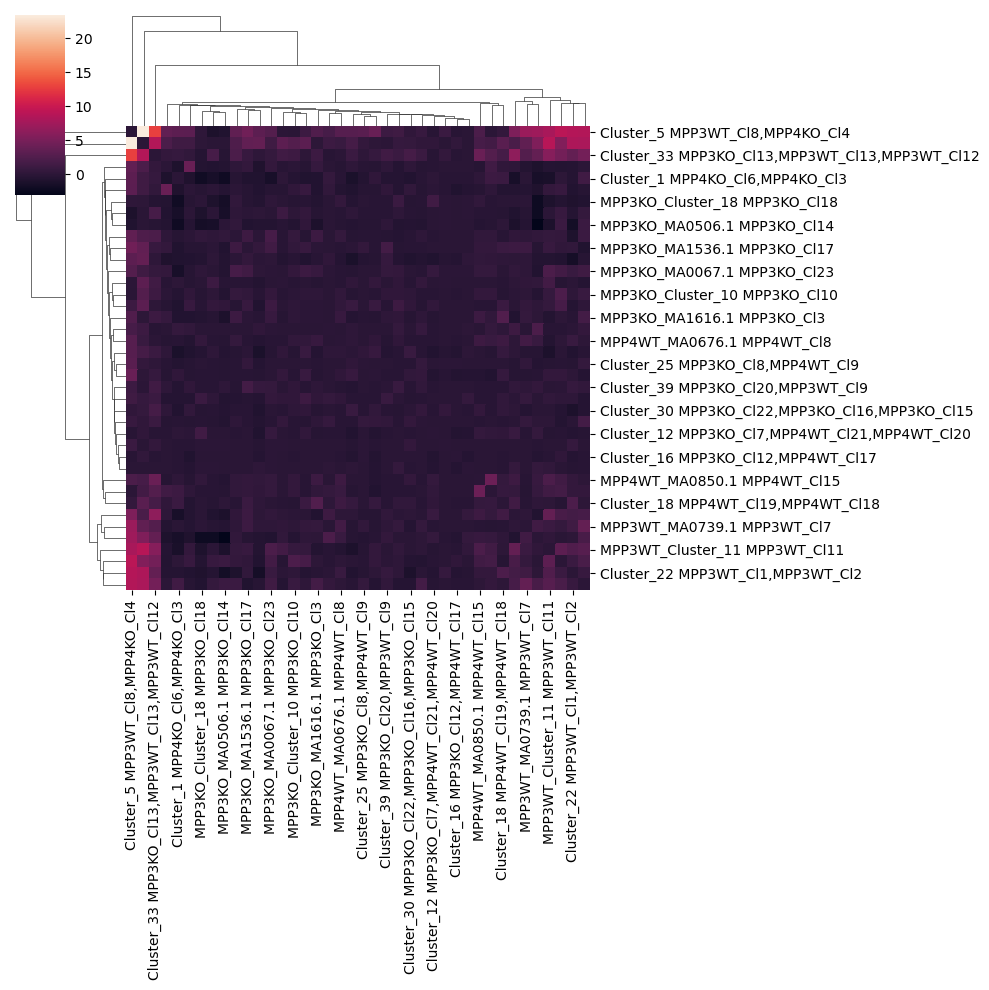 20
15
10
5
0
Cluster_5 MPP3WT_Cl8,MPP4KO_Cl4
Cluster_33 MPP3KO_Cl13,MPP3WT_Cl13,MPP3WT_Cl12
Cluster_1 MPP4KO_Cl6,MPP4KO_Cl3
MPP3KO_Cluster_18 MPP3KO_Cl18
MPP3KO_MA0506.1 MPP3KO_Cl14
MPP3KO_MA1536.1 MPP3KO_Cl17
MPP3KO_MA0067.1 MPP3KO_Cl23
MPP3KO_Cluster_10 MPP3KO_Cl10
MPP3KO_MA1616.1 MPP3KO_Cl3
MPP4WT_MA0676.1 MPP4WT_Cl8
Cluster_25 MPP3KO_Cl8,MPP4WT_Cl9
Cluster_39 MPP3KO_Cl20,MPP3WT_Cl9
Cluster_30 MPP3KO_Cl22,MPP3KO_Cl16,MPP3KO_Cl15
Cluster_12 MPP3KO_Cl7,MPP4WT_Cl21,MPP4WT_Cl20
Cluster_16 MPP3KO_Cl12,MPP4WT_Cl17
MPP4WT_MA0850.1 MPP4WT_Cl15
Cluster_18 MPP4WT_Cl19,MPP4WT_Cl18
MPP3WT_MA0739.1 MPP3WT_Cl7
MPP3WT_Cluster_11 MPP3WT_Cl11
Cluster_22 MPP3WT_Cl1,MPP3WT_Cl2
Cluster_5 MPP3WT_Cl8,MPP4KO_Cl4
Cluster_33 MPP3KO_Cl13,MPP3WT_Cl13,MPP3WT_Cl12
Cluster_1 MPP4KO_Cl6,MPP4KO_Cl3
MPP3KO_Cluster_18 MPP3KO_Cl18
MPP3KO_MA0506.1 MPP3KO_Cl14
MPP3KO_MA1536.1 MPP3KO_Cl17
MPP3KO_MA0067.1 MPP3KO_Cl23
MPP3KO_Cluster_10 MPP3KO_Cl10
MPP3KO_MA1616.1 MPP3KO_Cl3
MPP4WT_MA0676.1 MPP4WT_Cl8
Cluster_25 MPP3KO_Cl8,MPP4WT_Cl9
Cluster_39 MPP3KO_Cl20,MPP3WT_Cl9
Cluster_30 MPP3KO_Cl22,MPP3KO_Cl16,MPP3KO_Cl15
Cluster_12 MPP3KO_Cl7,MPP4WT_Cl21,MPP4WT_Cl20
Cluster_16 MPP3KO_Cl12,MPP4WT_Cl17
MPP4WT_MA0850.1 MPP4WT_Cl15
Cluster_18 MPP4WT_Cl19,MPP4WT_Cl18
MPP3WT_MA0739.1 MPP3WT_Cl7
MPP3WT_Cluster_11 MPP3WT_Cl11
Cluster_22 MPP3WT_Cl1,MPP3WT_Cl2